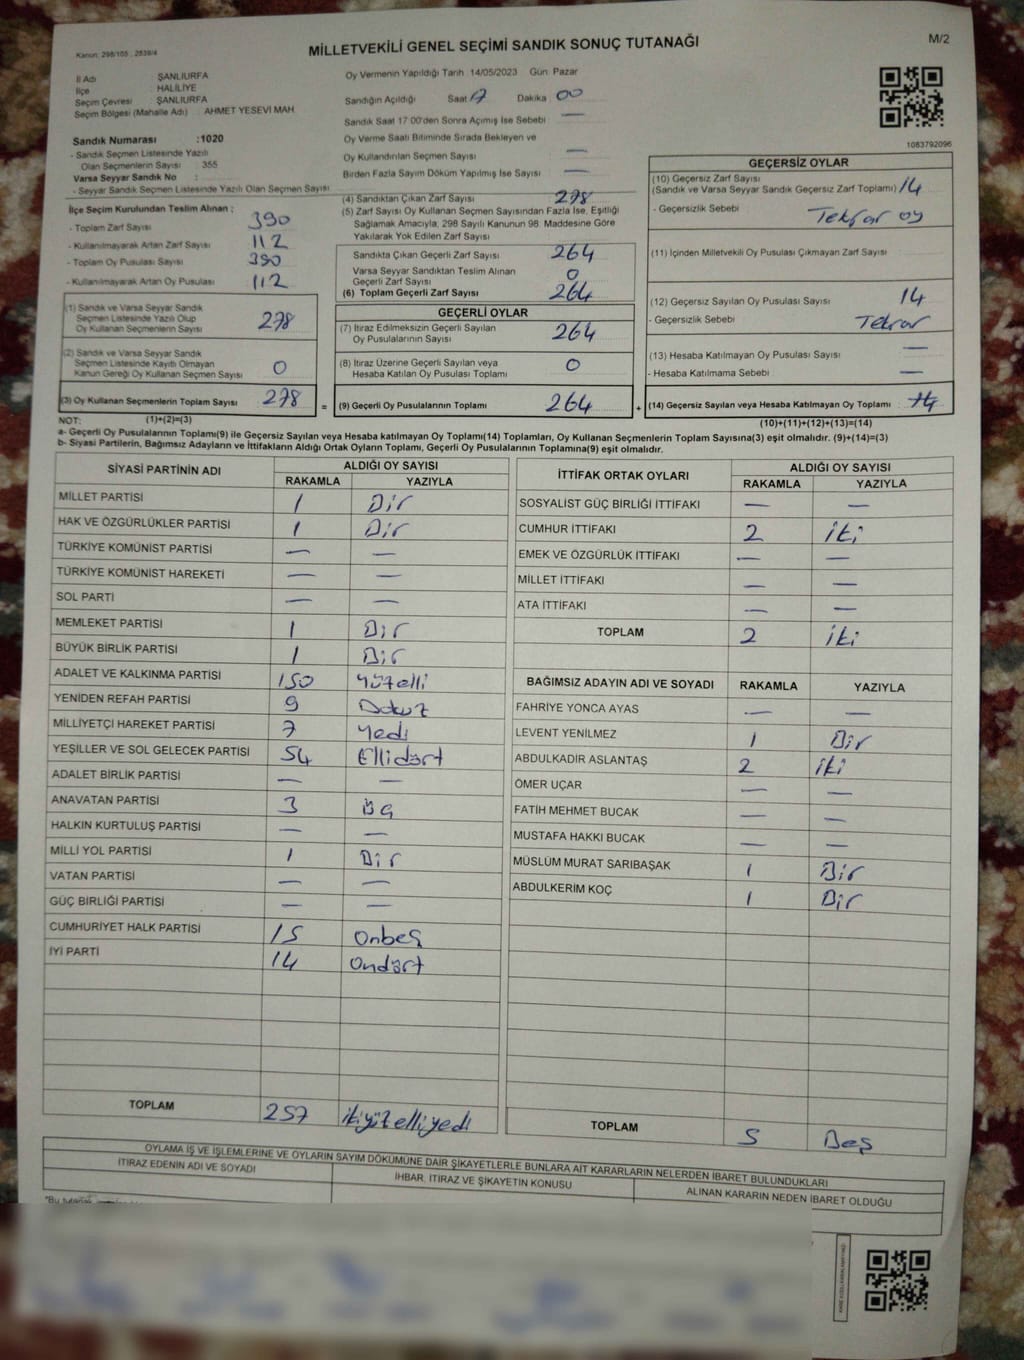 Kanun: 298/105 , 2839/4
MİLLETVEKİLİ GENEL SEÇİMİ SANDIK SONUÇ TUTANAĞI
M/2
İl Adı ŞANLIURFA
İlçe HALİLİYE
Seçim Çevresi ŞANLIURFA
Seçim Bölgesi (Mahalle Adı) : AHMET YESEVİ MAH
Sandık Numarası :1020
- Sandık Seçmen Listesinde Yazılı
Olan Seçmenlerin Sayısı : 355
Varsa Seyyar Sandık No :
- Seyyar Sandık Seçmen Listesinde Yazılı Olan Seçmen Sayısı
Oy Vermenin Yapıldığı Tarih :14/05/2023 Gün: Pazar
Sandığın Açıldığı Saat 17 Dakika 00
Sandık Saat 17:00'den Sonra Açımış İse Sebebi —
Oy Verme Saati Bitiminde Sırada Bekleyen ve
Oy Kullandırılan Seçmen Sayısı —
Birden Fazla Sayım Döküm Yapılmış İse Sayısı —
1083792096
İlçe Seçim Kurulundan Teslim Alınan ;
- Toplam Zarf Sayısı 390
- Kullanılmayarak Artan Zarf Sayısı 112
- Toplam Oy Pusulası Sayısı 390
- Kullanılmayarak Artan Oy Pusulası 112
(1) Sandık ve Varsa Seyyar Sandık
Seçmen Listesinde Yazılı Olup
Oy Kullanan Seçmenlerin Sayısı 278
(2) Sandık ve Varsa Seyyar Sandık
Seçmen Listesinde Kayıtlı Olmayan
Kanun Gereği Oy Kullanan Seçmen Sayısı 0
(3) Oy Kullanan Seçmenlerin Toplam Sayısı 278 =
(4) Sandıktan Çıkan Zarf Sayısı : 278
(5) Zarf Sayısı Oy Kullanan Seçmen Sayısından Fazla İse, Eşitliği
Sağlamak Amacıyla, 298 Sayılı Kanunun 98. Maddesine Göre
Yakılarak Yok Edilen Zarf Sayısı
Sandıkta Çıkan Geçerli Zarf Sayısı 264
Varsa Seyyar Sandıktan Teslim Alınan
Geçerli Zarf Sayısı 0
(6) Toplam Geçerli Zarf Sayısı 264
GEÇERLİ OYLAR
(7) İtiraz Edilmeksizin Geçerli Sayılan
Oy Pusulalarının Sayısı 264
(8) İtiraz Üzerine Geçerli Sayılan veya
Hesaba Katılan Oy Pusulası Toplamı 0
(9) Geçerli Oy Pusulalarının Toplamı 264 +
GEÇERSİZ OYLAR
(10) Geçersiz Zarf Sayısı
(Sandık ve Varsa Seyyar Sandık Geçersiz Zarf Toplamı) 14
- Geçersizlik Sebebi Tekrar oy
(11) İçinden Milletvekili Oy Pusulası Çıkmayan Zarf Sayısı
(12) Geçersiz Sayılan Oy Pusulası Sayısı 14
- Geçersizlik Sebebi Tekrar
(13) Hesaba Katılmayan Oy Pusulası Sayısı —
- Hesaba Katılmama Sebebi —
(14) Geçersiz Sayılan veya Hesaba Katılmayan Oy Toplamı 14
NOT: (1)+(2)=(3) (10)+(11)+(12)+(13)=(14)
a- Geçerli Oy Pusulalarının Toplamı(9) ile Geçersiz Sayılan veya Hesaba katılmayan Oy Toplamı(14) Toplamları, Oy Kullanan Seçmenlerin Toplam Sayısına(3) eşit olmalıdır. (9)+(14)=(3)
b- Siyasi Partilerin, Bağımsız Adayların ve İttifakların Aldığı Ortak Oyların Toplamı, Geçerli Oy Pusulalarının Toplamına(9) eşit olmalıdır.
SİYASİ PARTİNİN ADI ALDIĞI OY SAYISI
RAKAMLA YAZIYLA
MİLLET PARTİSİ 1 Bir
HAK VE ÖZGÜRLÜKLER PARTİSİ 1 Bir
TÜRKİYE KOMÜNİST PARTİSİ — —
TÜRKİYE KOMÜNİST HAREKETİ — —
SOL PARTİ — —
MEMLEKET PARTİSİ 1 Bir
BÜYÜK BİRLİK PARTİSİ 1 Bir
ADALET VE KALKINMA PARTİSİ 150 Yüzelli
YENİDEN REFAH PARTİSİ 9 Dokuz
MİLLİYETÇİ HAREKET PARTİSİ 7 Yedi
YEŞİLLER VE SOL GELECEK PARTİSİ 54 Ellidört
ADALET BİRLİK PARTİSİ — —
ANAVATAN PARTİSİ 3 üç
HALKIN KURTULUŞ PARTİSİ — —
MİLLİ YOL PARTİSİ 1 Bir
VATAN PARTİSİ — —
GÜÇ BİRLİĞİ PARTİSİ — —
CUMHURİYET HALK PARTİSİ 15 Onbeş
İYİ PARTİ 14 Ondört
TOPLAM 257 ikiyüzelliyedi
İTTİFAK ORTAK OYLARI ALDIĞI OY SAYISI
RAKAMLA YAZIYLA
SOSYALİST GÜÇ BİRLİĞİ İTTİFAKI — —
CUMHUR İTTİFAKI 2 iki
EMEK VE ÖZGÜRLÜK İTTİFAKI — —
MİLLET İTTİFAKI — —
ATA İTTİFAKI — —
TOPLAM 2 iki
BAĞIMSIZ ADAYIN ADI VE SOYADI RAKAMLA YAZIYLA
FAHRİYE YONCA AYAS — —
LEVENT YENİLMEZ 1 Bir
ABDULKADİR ASLANTAŞ 2 iki
ÖMER UÇAR — —
FATİH MEHMET BUCAK — —
MUSTAFA HAKKI BUCAK — —
MÜSLÜM MURAT SARIBAŞAK 1 Bir
ABDULKERİM KOÇ 1 Bir
TOPLAM 5 Beş
OYLAMA İŞ VE İŞLEMLERİNE VE OYLARIN SAYIM DÖKÜMÜNE DAİR ŞİKAYETLERLE BUNLARA AİT KARARLARIN NELERDEN İBARET BULUNDUKLARI
İTİRAZ EDENİN ADI VE SOYADI İHBAR, İTİRAZ VE ŞİKAYETİN KONUSU ALINAN KARARIN NEDEN İBARET OLDUĞU